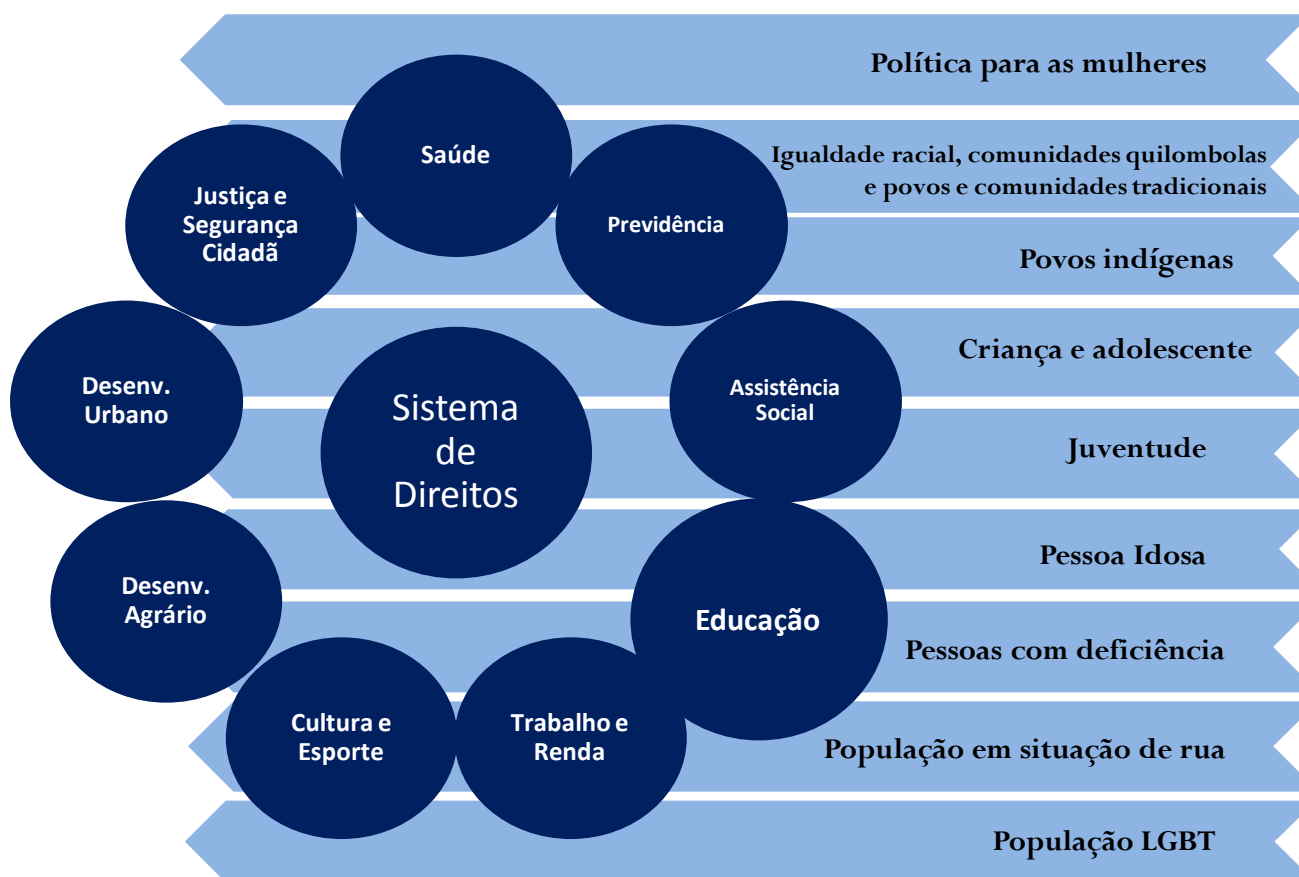 Política para as mulheres
Saúde
Igualdade racial, comunidades quilombolas
e povos e comunidades tradicionais
Justiça e
Segurança
Cidadã
Previdência
Povos indígenas
Criança e adolescente
Desenv.
Urbano
Sistema
de
Direitos
Assistência
Social
Juventude
Pessoa Idosa
Desenv.
Agrário
Educação
Pessoas com deficiência
Cultura e
Esporte
Trabalho e
Renda
População em situação de rua
População LGBT